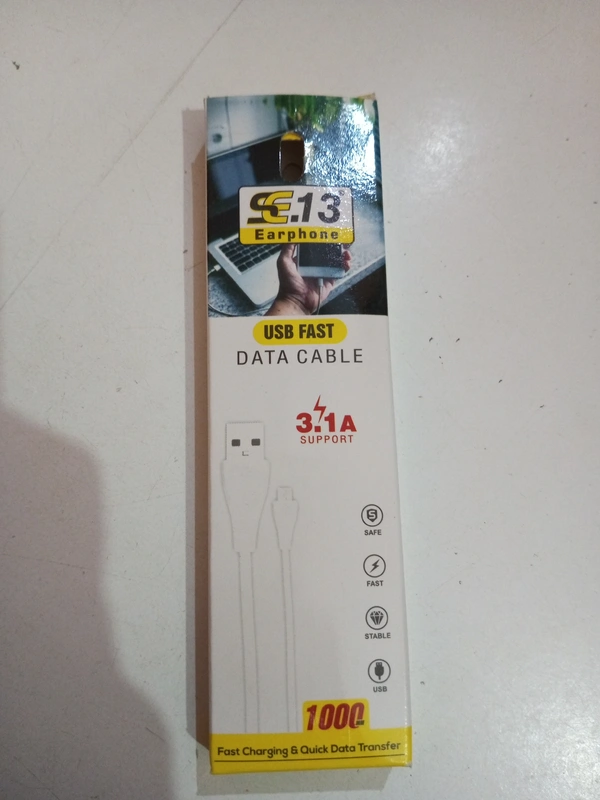 SE.13
Earphone
USB FAST
DATA CABLE
3.1A
SUPPORT
SAFE
FAST
STABLE
USB
1000
Fast Charging & Quick Data Transfer